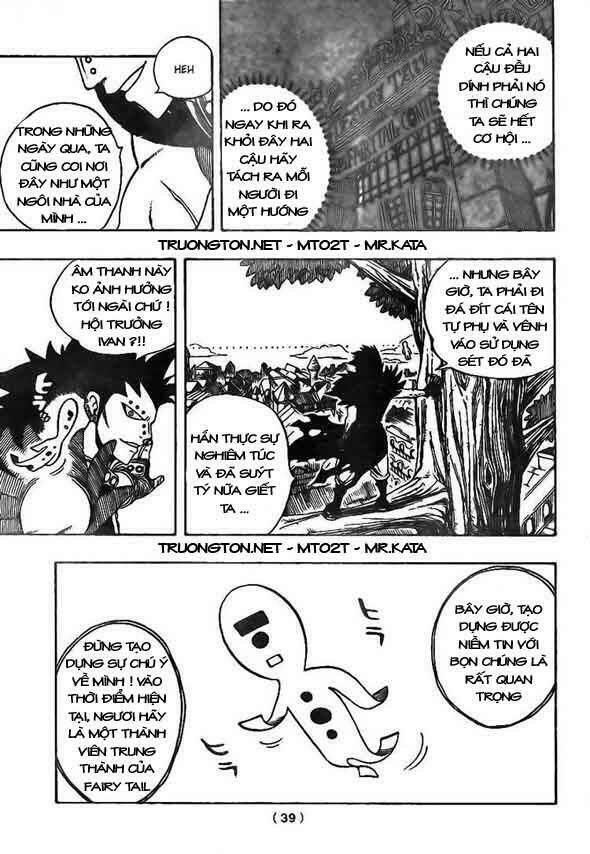 NẾU CẢ HAI
CẬU ĐỀU
DÍNH PHẢI NÓ
THÌ CHÚNG
TA SẼ HẾT
CƠ HỘI ...
... DO ĐÓ
NGAY KHI RA
KHỎI ĐÂY HAI
CẬU HÃY
TÁCH RA MỖI
NGƯỜI ĐI
MỘT HƯỚNG
HEH
TRONG NHỮNG
NGÀY QUA, TA
CŨNG COI NƠI
ĐÂY NHƯ MỘT
NGÔI NHÀ CỦA
MÌNH ...
TRUONGTON.NET - MTO2T - MR.KATA
... NHƯNG BÂY
GIỜ, TA PHẢI ĐI
ĐÁ ĐÍT CÁI TÊN
TỰ PHỤ VÀ VÊNH
VÁO SỬ DỤNG
SÉT ĐÓ ĐÃ
HẮN THỰC SỰ
NGHIÊM TÚC
VÀ ĐÃ SUÝT
TÝ NỮA GIẾT
TA ...
ÂM THANH NÀY
KO ẢNH HƯỞNG
TỚI NGÀI CHỨ !
HỘI TRƯỞNG
IVAN ?!!
TRUONGTON.NET - MTO2T - MR.KATA
BÂY GIỜ, TẠO
DỰNG ĐƯỢC
NIỀM TIN VỚI
BỌN CHÚNG LÀ
RẤT QUAN
TRỌNG
ĐỪNG TẠO
DỰNG SỰ CHÚ Ý
VỀ MÌNH ! VÀO
THỜI ĐIỂM HIỆN
TẠI, NGƯƠI HÃY
LÀ MỘT THÀNH
VIÊN TRUNG
THÀNH CỦA
FAIRY TAIL
( 39 )